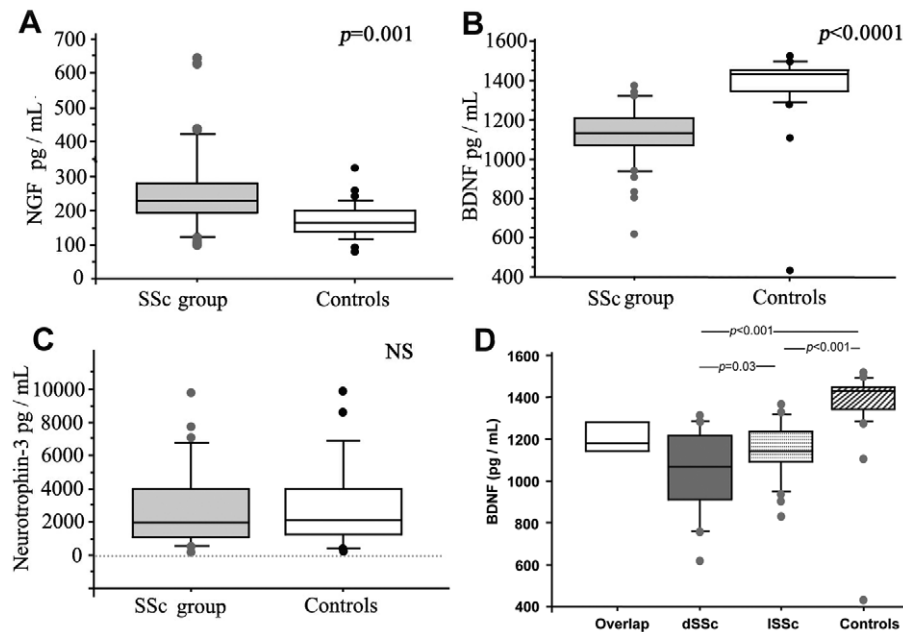 A
p=0.001
NGF pg / mL
700
600
500
400
300
200
100
0
SSc group
Controls
B
p<0.0001
BDNF pg / mL
1600
1400
1200
1000
800
600
400
SSc group
Controls
C
NS
Neurotrophin-3 pg / mL
10000
8000
6000
4000
2000
0
SSc group
Controls
D
p<0.001
p<0.001
p=0.03
BDNF (pg / mL)
1600
1400
1200
1000
800
600
400
Overlap
dSSc
lSSc
Controls